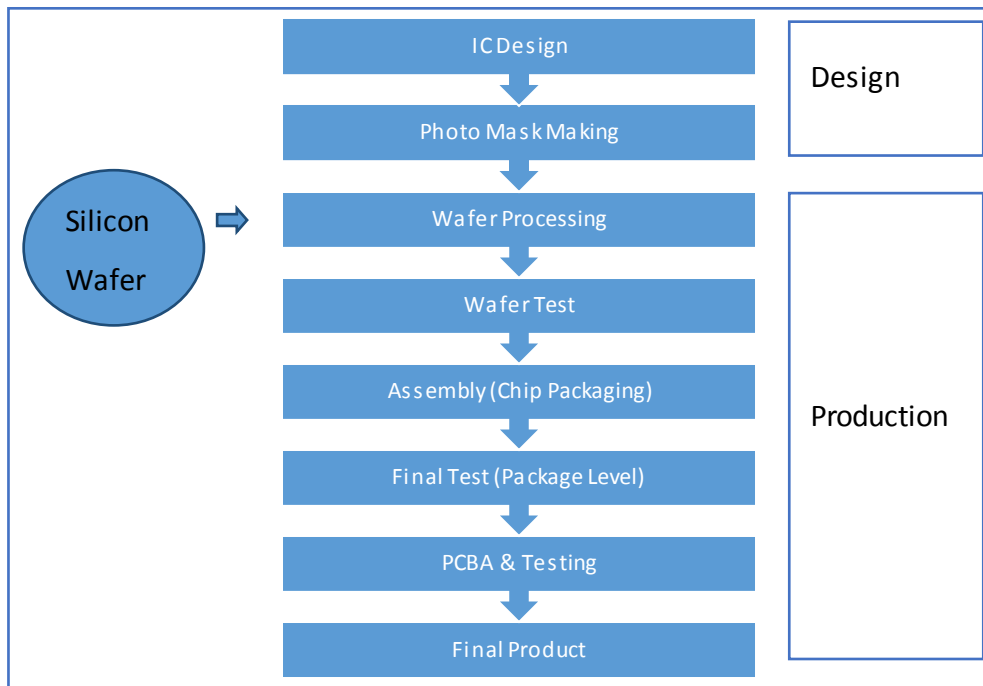 IC Design
Design
Photo Mask Making
Silicon
Wafer
Wafer Processing
Wafer Test
Assembly (Chip Packaging)
Production
Final Test (Package Level)
PCBA & Testing
Final Product